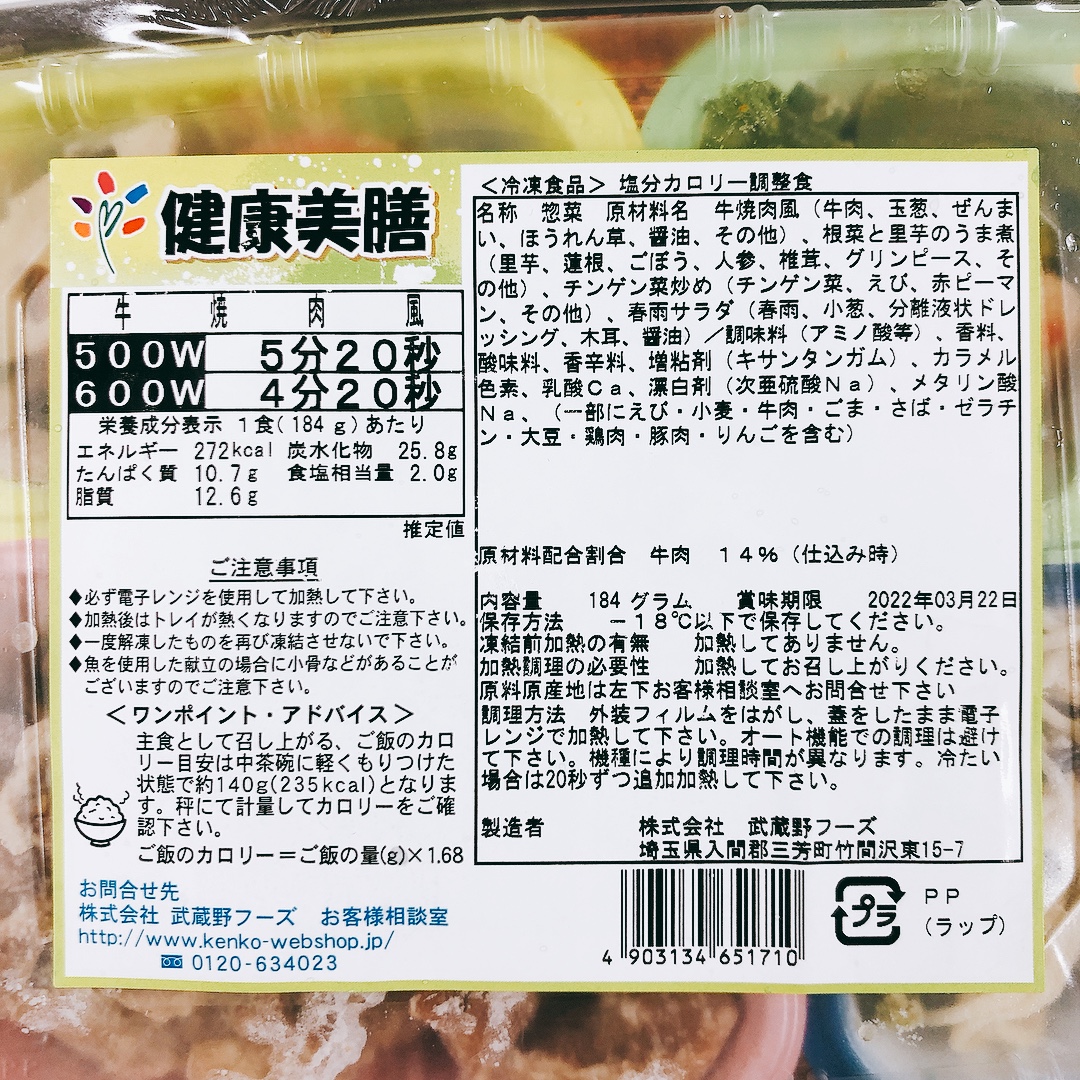 健康美膳
牛焼肉風
500W 5分20秒
600W 4分20秒
栄養成分表示 1食(184g)あたり
エネルギー 272kcal 炭水化物 25.8g
たんぱく質 10.7g 食塩相当量 2.0g
脂質 12.6g
推定値
ご注意事項
♦必ず電子レンジを使用して加熱して下さい。
♦加熱後はトレイが熱くなりますのでご注意下さい。
♦一度解凍したものを再び凍結させないで下さい。
♦魚を使用した献立の場合に小骨などがあることが
ございますのでご注意下さい。
＜ワンポイント・アドバイス＞
主食として召し上がる、ご飯のカロ
リー目安は中茶碗に軽くもりつけた
状態で約140g(235kcal)となりま
す。秤にて計量してカロリーをご確
認下さい。
ご飯のカロリー＝ご飯の量(g)×1.68
お問合せ先
株式会社 武蔵野フーズ お客様相談室
http://www.kenko-webshop.jp/
0120-634023
＜冷凍食品＞ 塩分カロリー調整食
名称 惣菜 原材料名 牛焼肉風（牛肉、玉葱、ぜんま
い、ほうれん草、醤油、その他）、根菜と里芋のうま煮
（里芋、蓮根、ごぼう、人参、椎茸、グリンピース、そ
の他）、チンゲン菜炒め（チンゲン菜、えび、赤ピーマ
ン、その他）、春雨サラダ（春雨、小葱、分離液状ドレ
ッシング、木耳、醤油）／調味料（アミノ酸等）、香料、
酸味料、香辛料、増粘剤（キサンタンガム）、カラメル
色素、乳酸Ca、漂白剤（次亜硫酸Na）、メタリン酸
Na、（一部にえび・小麦・牛肉・ごま・さば・ゼラチ
ン・大豆・鶏肉・豚肉・りんごを含む）
原材料配合割合 牛肉 14％（仕込み時）
内容量 184グラム 賞味期限 2022年03月22日
保存方法 －18℃以下で保存してください。
凍結前加熱の有無 加熱してありません。
加熱調理の必要性 加熱してお召し上がりください。
原料原産地は左下お客様相談室へお問合せ下さい
調理方法 外装フィルムをはがし、蓋をしたまま電子
レンジで加熱して下さい。オート機能での調理は避け
て下さい。機種により調理時間が異なります。冷たい
場合は20秒ずつ追加加熱して下さい。
製造者 株式会社 武蔵野フーズ
埼玉県入間郡三芳町竹間沢東15-7
4 903134 651710
プラ
PP
（ラップ）